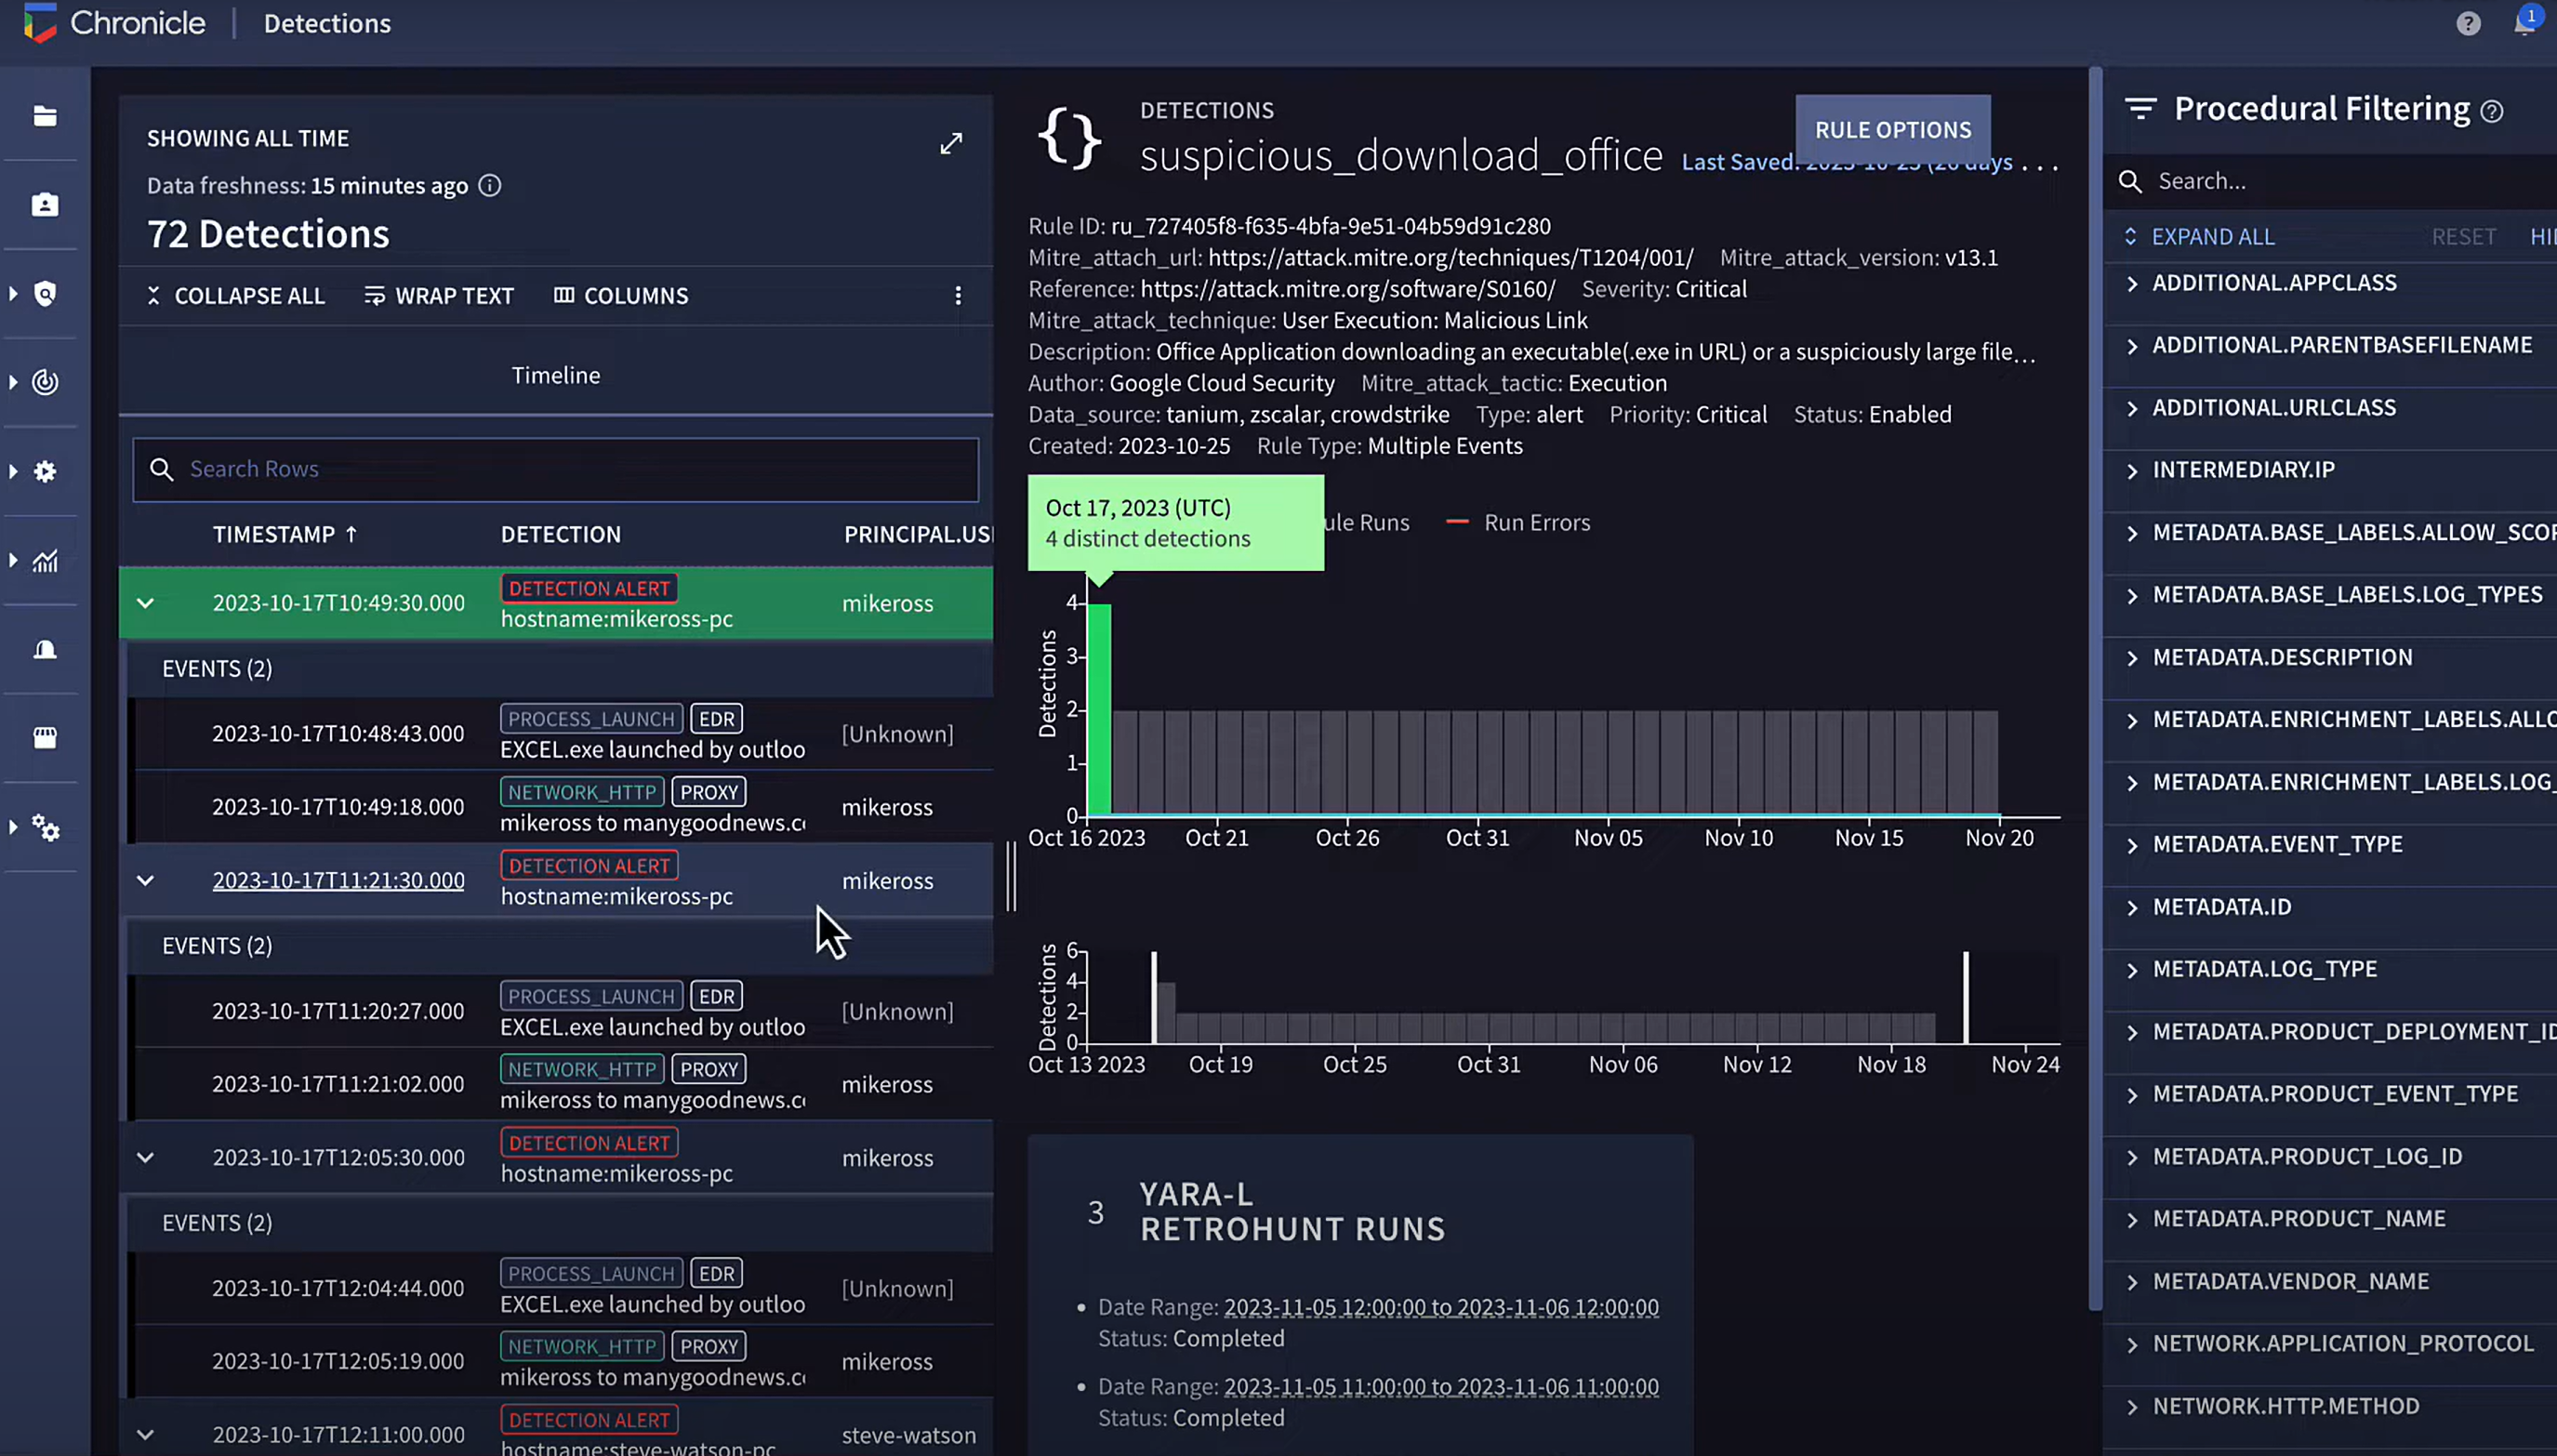 Chronicle | Detections
1
SHOWING ALL TIME
Data freshness: 15 minutes ago
72 Detections
COLLAPSE ALL WRAP TEXT COLUMNS
Timeline
Search Rows
TIMESTAMP ↑ DETECTION PRINCIPAL.US
2023-10-17T10:49:30.000 DETECTION ALERT mikeross
hostname:mikeross-pc
EVENTS (2)
2023-10-17T10:48:43.000 PROCESS_LAUNCH EDR [Unknown]
EXCEL.exe launched by outloo
2023-10-17T10:49:18.000 NETWORK_HTTP PROXY mikeross
mikeross to manygoodnews.c
2023-10-17T11:21:30.000 DETECTION ALERT mikeross
hostname:mikeross-pc
EVENTS (2)
2023-10-17T11:20:27.000 PROCESS_LAUNCH EDR [Unknown]
EXCEL.exe launched by outloo
2023-10-17T11:21:02.000 NETWORK_HTTP PROXY mikeross
mikeross to manygoodnews.c
2023-10-17T12:05:30.000 DETECTION ALERT mikeross
hostname:mikeross-pc
EVENTS (2)
2023-10-17T12:04:44.000 PROCESS_LAUNCH EDR [Unknown]
EXCEL.exe launched by outloo
2023-10-17T12:05:19.000 NETWORK_HTTP PROXY mikeross
mikeross to manygoodnews.c
2023-10-17T12:11:00.000 DETECTION ALERT steve-watson
hostname:steve-watson-pc
{} DETECTIONS
suspicious_download_office Last Saved: (26 days ...
RULE OPTIONS
Rule ID: ru_727405f8-f635-4bfa-9e51-04b59d91c280
Mitre_attach_url: https://attack.mitre.org/techniques/T1204/001/ Mitre_attack_version: v13.1
Reference: https://attack.mitre.org/software/S0160/ Severity: Critical
Mitre_attack_technique: User Execution: Malicious Link
Description: Office Application downloading an executable(.exe in URL) or a suspiciously large file...
Author: Google Cloud Security Mitre_attack_tactic: Execution
Data_source: tanium, zscalar, crowdstrike Type: alert Priority: Critical Status: Enabled
Created: 2023-10-25 Rule Type: Multiple Events
Oct 17, 2023 (UTC)
4 distinct detections
ule Runs Run Errors
Detections
4
3
2
1
0
Oct 16 2023 Oct 21 Oct 26 Oct 31 Nov 05 Nov 10 Nov 15 Nov 20
Detections
6
4
2
0
Oct 13 2023 Oct 19 Oct 25 Oct 31 Nov 06 Nov 12 Nov 18 Nov 24
3 YARA-L
RETROHUNT RUNS
• Date Range: 2023-11-05 12:00:00 to 2023-11-06 12:00:00
Status: Completed
• Date Range: 2023-11-05 11:00:00 to 2023-11-06 11:00:00
Status: Completed
Procedural Filtering
Search...
EXPAND ALL RESET HI
ADDITIONAL.APPCLASS
ADDITIONAL.PARENTBASEFILENAME
ADDITIONAL.URLCLASS
INTERMEDIARY.IP
METADATA.BASE_LABELS.ALLOW_SCOP
METADATA.BASE_LABELS.LOG_TYPES
METADATA.DESCRIPTION
METADATA.ENRICHMENT_LABELS.ALLO
METADATA.ENRICHMENT_LABELS.LOG_
METADATA.EVENT_TYPE
METADATA.ID
METADATA.LOG_TYPE
METADATA.PRODUCT_DEPLOYMENT_ID
METADATA.PRODUCT_EVENT_TYPE
METADATA.PRODUCT_LOG_ID
METADATA.PRODUCT_NAME
METADATA.VENDOR_NAME
NETWORK.APPLICATION_PROTOCOL
NETWORK.HTTP.METHOD